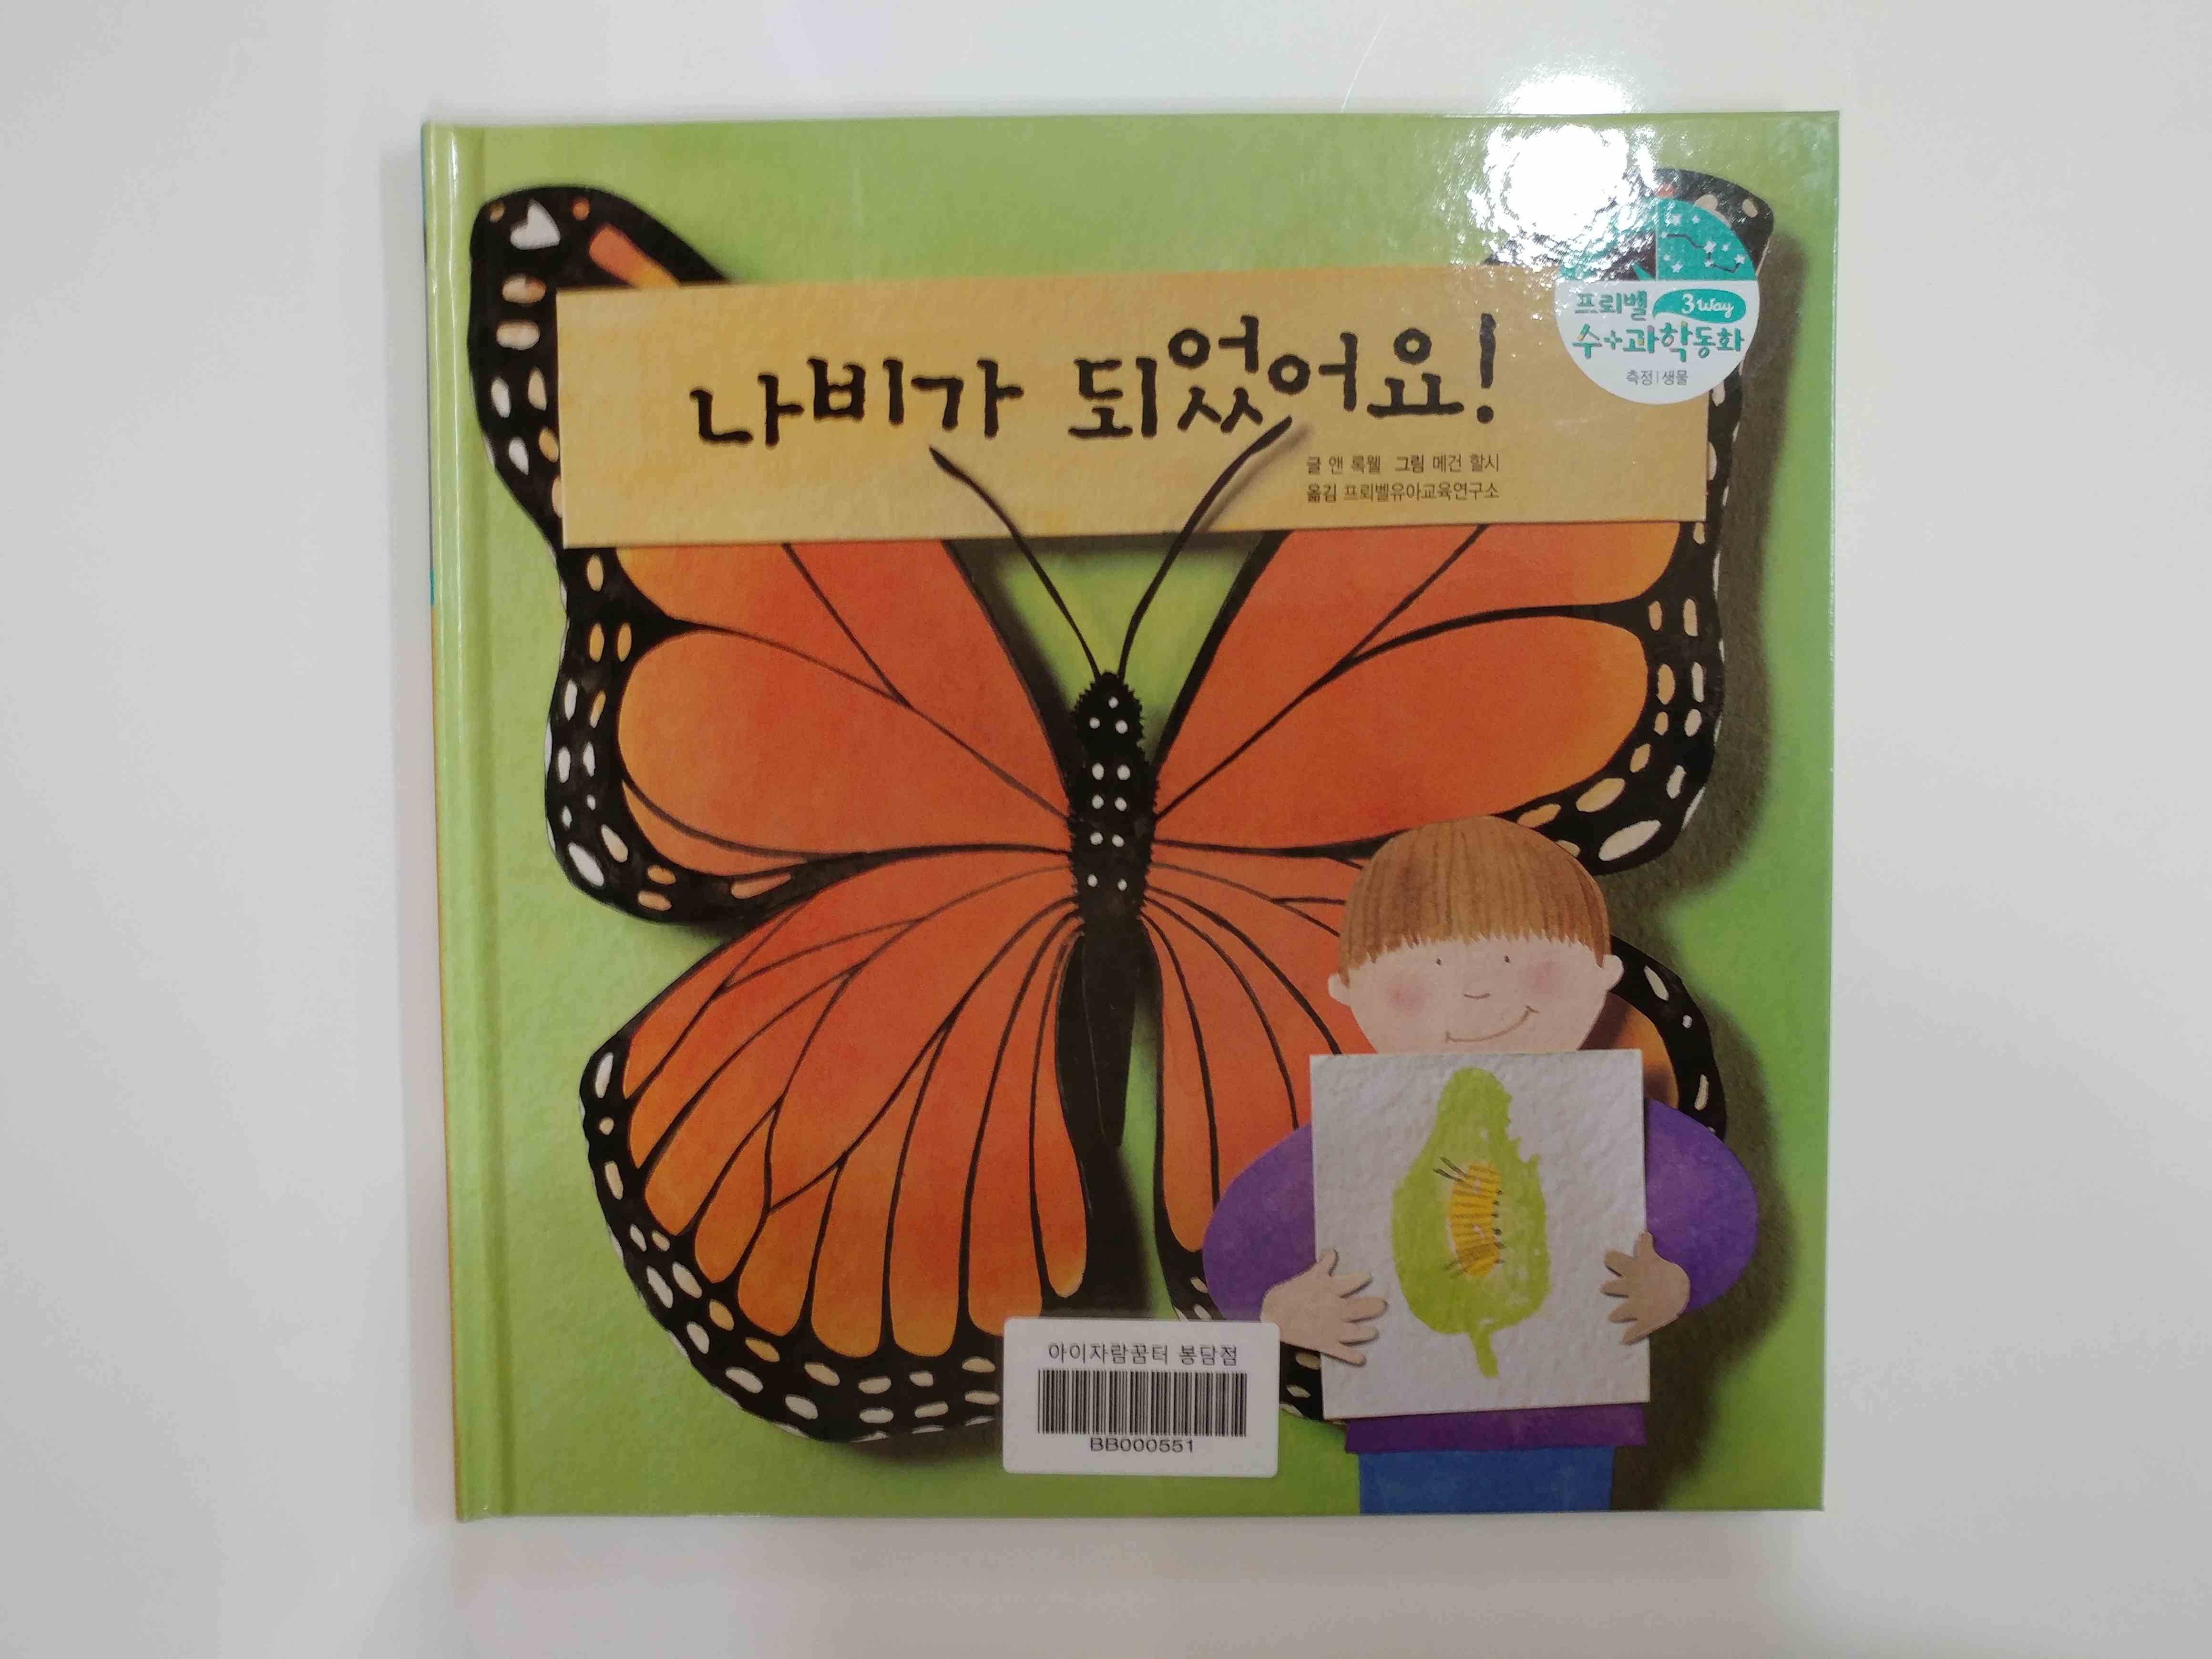 프뢰벨 3way
수+과학동화
측정|생물
나비가 되었어요!
글 앤 록웰 그림 메건 할시
옮김 프뢰벨유아교육연구소
아이자람꿈터 봉담점
BB000551